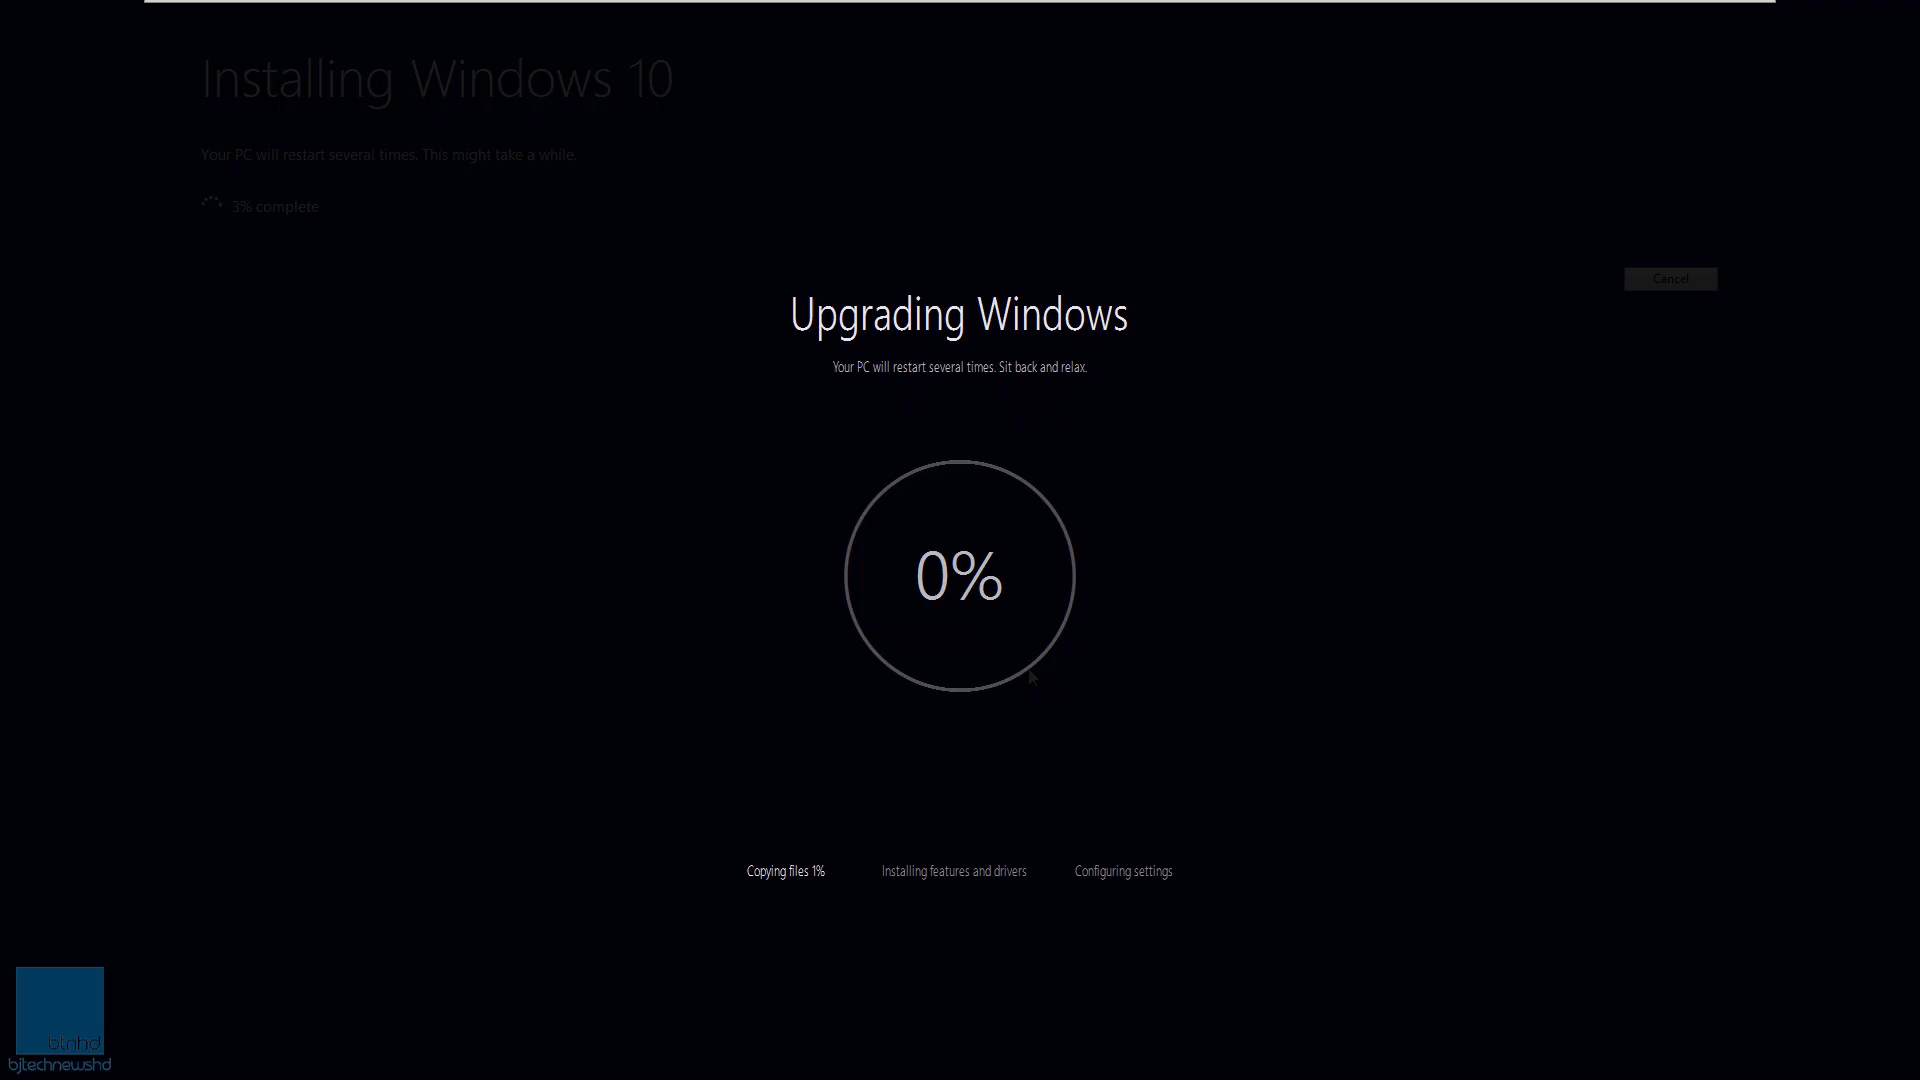 Installing Windows 10
Your PC will restart several times. This might take a while.
3% complete
Cancel
Upgrading Windows
Your PC will restart several times. Sit back and relax.
0%
Copying files 1%
Installing features and drivers
Configuring settings
btnhd
bjtechnewshd